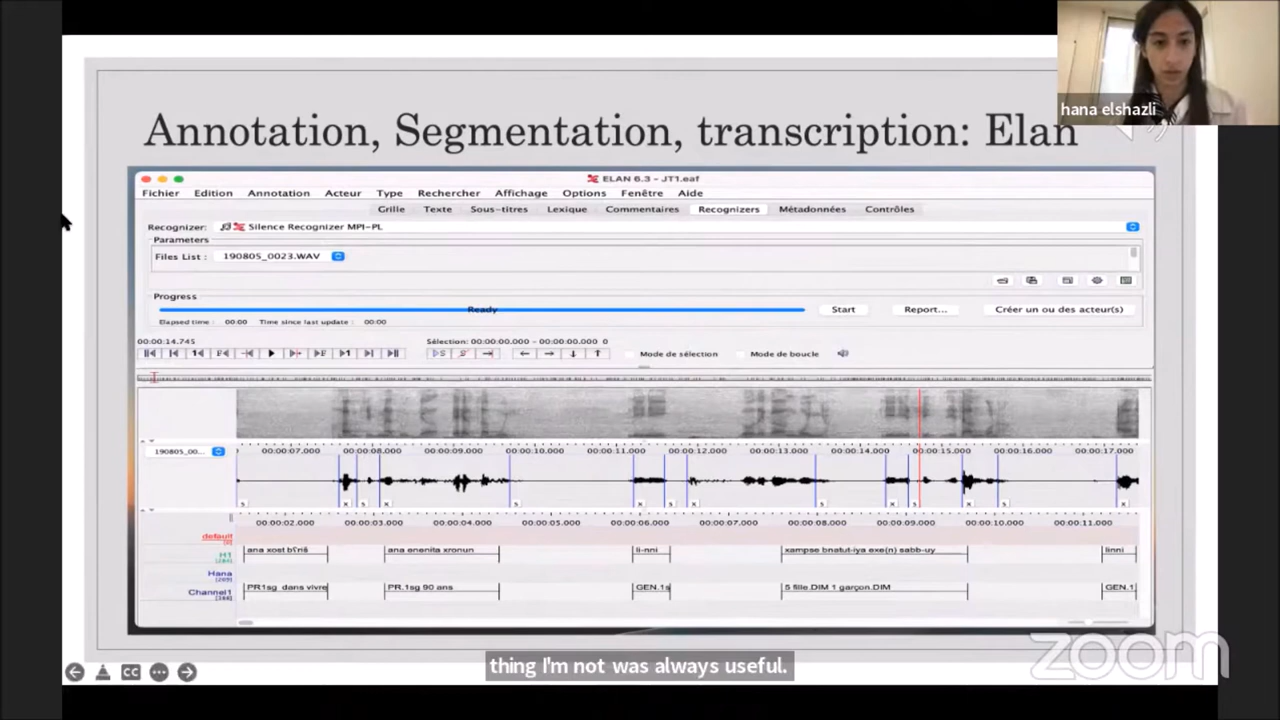 hana elshazli
Annotation, Segmentation, transcription: Elan
ELAN 6.3 - JT1.eaf
Fichier Edition Annotation Acteur Type Rechercher Affichage Options Fenêtre Aide
Grille Texte Sous-titres Lexique Commentaires Recognizers Métadonnées Contrôles
Recognizer: Silence Recognizer MPI-PL
Parameters
Files List : 190805_0023.WAV
Progress
Ready
Start Report... Créer un ou des acteur(s)
Elapsed time : 00:00 Time since last update : 00:00
00:00:14.745 Sélection: 00:00:00.000 - 00:00:00.000 0
Mode de sélection Mode de boucle
190805_00... 00:00:07.000 00:00:08.000 00:00:09.000 00:00:10.000 00:00:11.000 00:00:12.000 00:00:13.000 00:00:14.000 00:00:15.000 00:00:16.000 00:00:17.000
00:00:02.000 00:00:03.000 00:00:04.000 00:00:05.000 00:00:06.000 00:00:07.000 00:00:08.000 00:00:09.000 00:00:10.000 00:00:11.000
default
H1 ana enenita xronun li-nni xampse bnatut-iya exe(n) sabb-uy linni
Hana
Channel1 PR1sg dans vivre PR.1sg 90 ans GEN.1s 5 fille.DIM 1 garçon.DIM GEN.1
thing I'm not was always useful.
CC
zoom